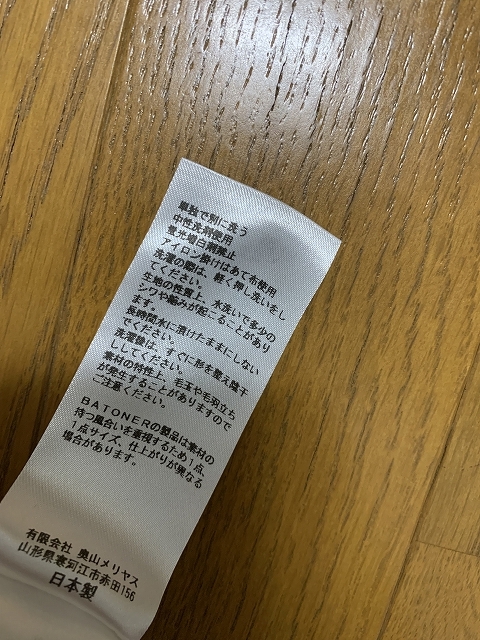 単独で別に洗う
中性洗剤使用
蛍光増白剤禁止
アイロン掛けはあて布使用
洗濯の際は、軽く押し洗いをし
てください。
生地の性質上、水洗いで多少の
シワや縮みが起こることがあり
ます。
長時間水に漬けたままにしない
でください。
洗濯後は、すぐに形を整え陰干
ししてください。
素材の特性上、毛玉や毛羽立ち
が発生することがありますので
ご注意ください。
BATONERの製品は素材の
持つ風合いを重視するため1点、
1点サイズ、仕上がりが異なる
場合があります。
有限会社 奥山メリヤス
山形県寒河江市赤田156
日本製